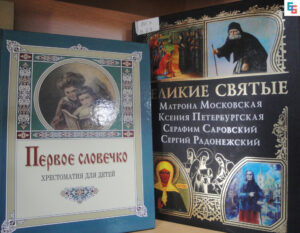 Первое словечко
ХРЕСТОМАТИЯ ДЛЯ ДЕТЕЙ
ЛИКИЕ СВЯТЫЕ
Матрона Московская
Ксения Петербургская
Серафим Саровский
Сергий Радонежский